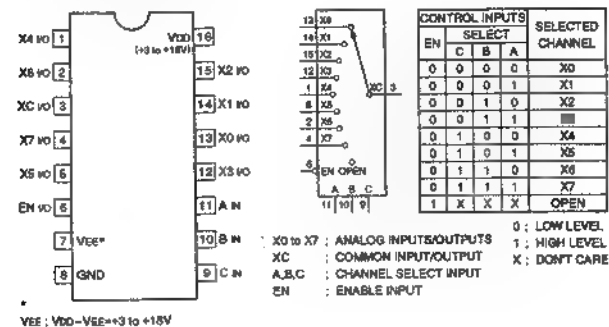 X4 I/O 1
VDD 16
(+3 to +18V)
X6 I/O 2
15 X2 I/O
XC I/O 3
14 X1 I/O
X7 I/O 4
13 X0 I/O
X5 I/O 5
12 X3 I/O
EN I/O 6
11 A IN
7 VEE*
10 B IN
8 GND
9 C IN
*
VEE ; VDD-VEE=+3 to +18V
13 X0
14 X1
15 X2
12 X3
1 X4
5 X5
2 X6
4 X7
XC 3
6 EN OPEN
A B C
11 10 9
CONTROL INPUTS
SELECTED CHANNEL
EN
SELECT
C B A
0 0 0 0 X0
0 0 0 1 X1
0 0 1 0 X2
0 0 1 1
0 1 0 0 X4
0 1 0 1 X5
0 1 1 0 X6
0 1 1 1 X7
1 X X X OPEN
X0 to X7 ; ANALOG INPUTS/OUTPUTS
XC ; COMMON INPUT/OUTPUT
A,B,C ; CHANNEL SELECT INPUT
EN ; ENABLE INPUT
0 ; LOW LEVEL
1 ; HIGH LEVEL
X ; DON'T CARE